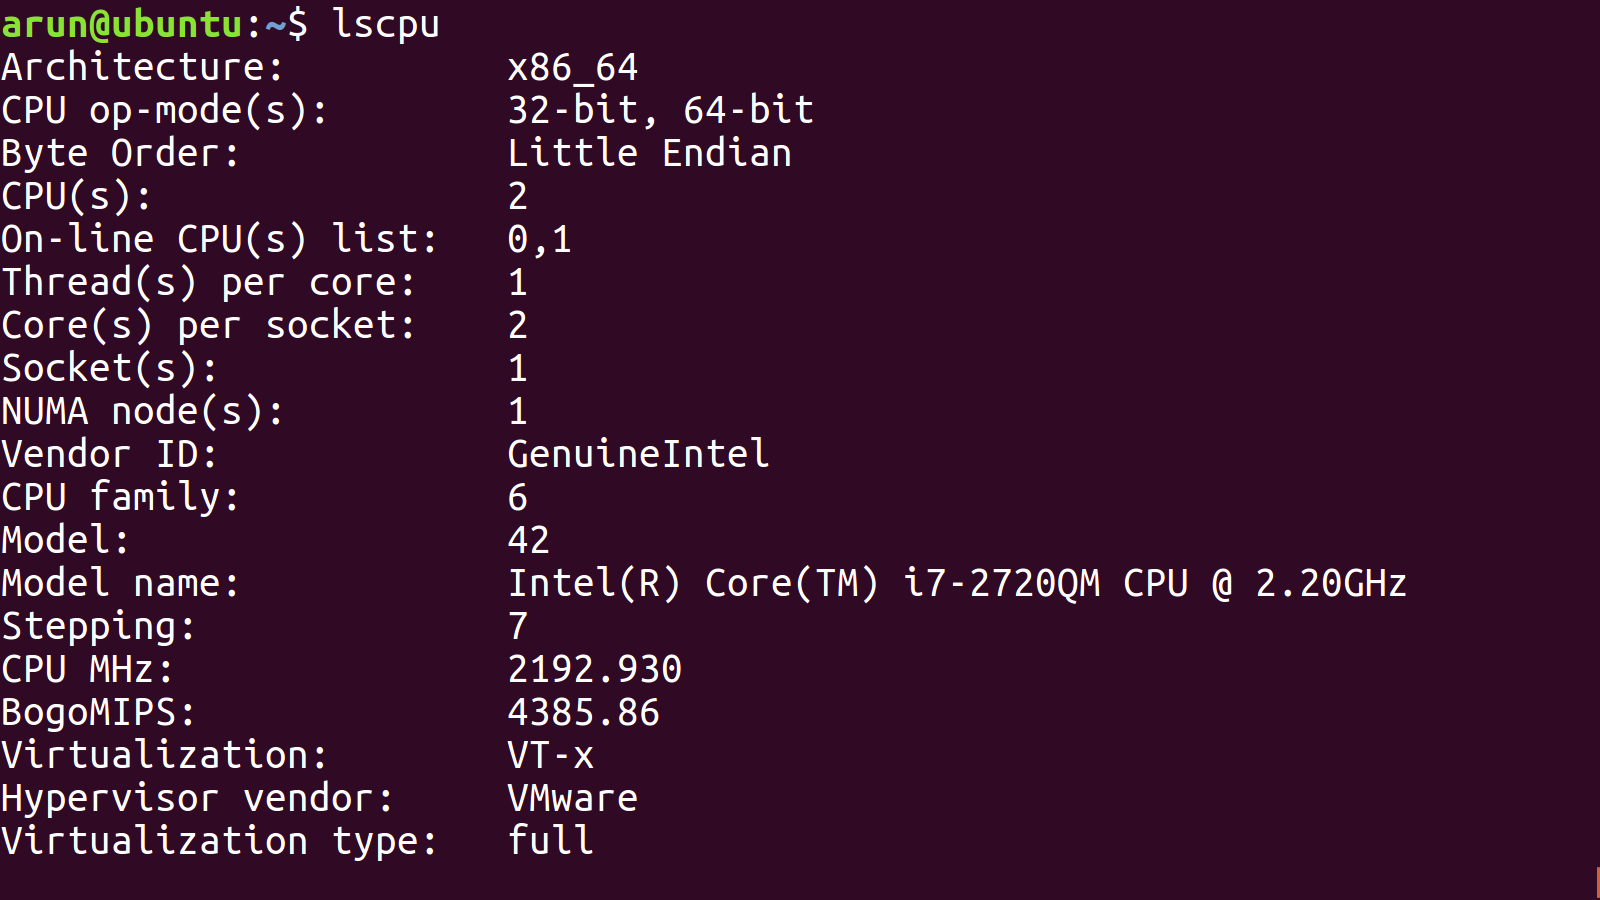 arun@ubuntu:~$ lscpu
Architecture:          x86_64
CPU op-mode(s):        32-bit, 64-bit
Byte Order:            Little Endian
CPU(s):                2
On-line CPU(s) list:   0,1
Thread(s) per core:    1
Core(s) per socket:    2
Socket(s):             1
NUMA node(s):          1
Vendor ID:             GenuineIntel
CPU family:            6
Model:                 42
Model name:            Intel(R) Core(TM) i7-2720QM CPU @ 2.20GHz
Stepping:              7
CPU MHz:               2192.930
BogoMIPS:              4385.86
Virtualization:        VT-x
Hypervisor vendor:     VMware
Virtualization type:   full